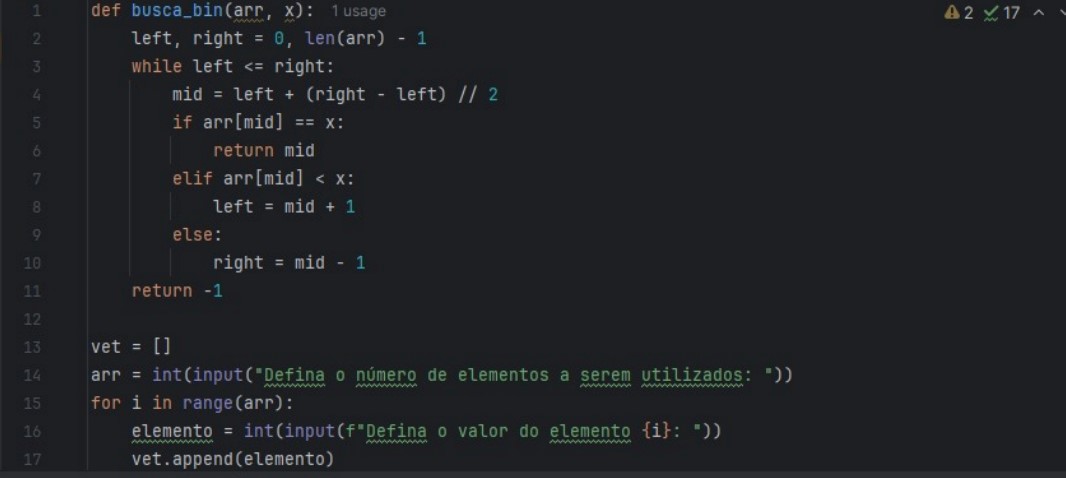 1 def busca_bin(arr, x): 1 usage 2 17
2 left, right = 0, len(arr) - 1
3 while left <= right:
4 mid = left + (right - left) // 2
5 if arr[mid] == x:
6 return mid
7 elif arr[mid] < x:
8 left = mid + 1
9 else:
10 right = mid - 1
11 return -1
12
13 vet = []
14 arr = int(input("Defina o número de elementos a serem utilizados: "))
15 for i in range(arr):
16 elemento = int(input(f"Defina o valor do elemento {i}: "))
17 vet.append(elemento)